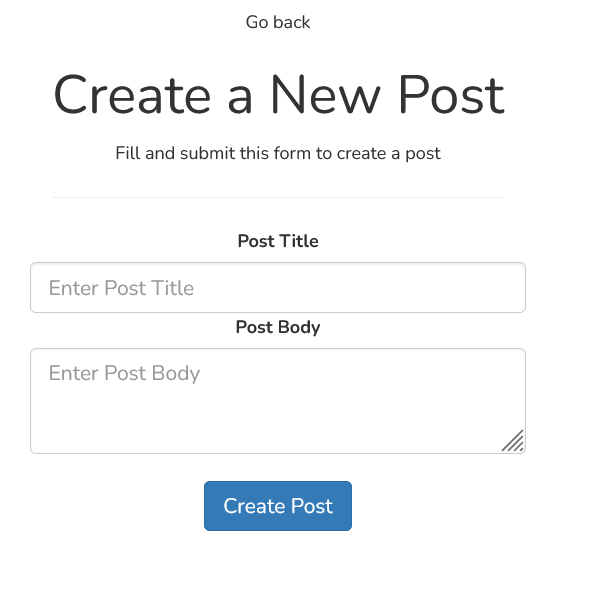 Go back
Create a New Post
Fill and submit this form to create a post
Post Title
Enter Post Title
Post Body
Enter Post Body
Create Post